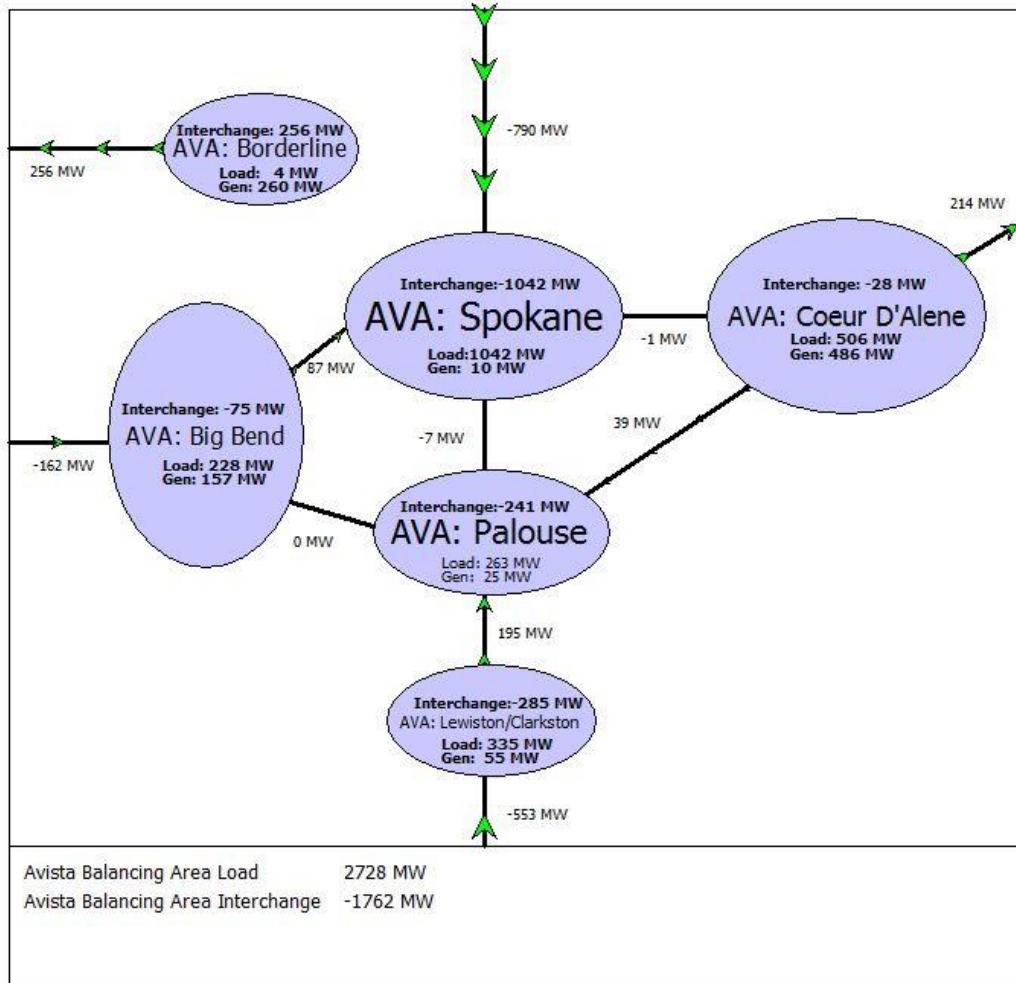 -790 MW
Interchange: 256 MW
AVA: Borderline
Load: 4 MW
Gen: 260 MW
256 MW
214 MW
Interchange:-1042 MW
AVA: Spokane
Load:1042 MW
Gen: 10 MW
Interchange: -28 MW
AVA: Coeur D'Alene
Load: 506 MW
Gen: 486 MW
-1 MW
87 MW
Interchange: -75 MW
AVA: Big Bend
Load: 228 MW
Gen: 157 MW
-162 MW
-7 MW
39 MW
0 MW
Interchange:-241 MW
AVA: Palouse
Load: 263 MW
Gen: 25 MW
195 MW
Interchange:-285 MW
AVA: Lewiston/Clarkston
Load: 335 MW
Gen: 55 MW
-553 MW
Avista Balancing Area Load 2728 MW
Avista Balancing Area Interchange -1762 MW